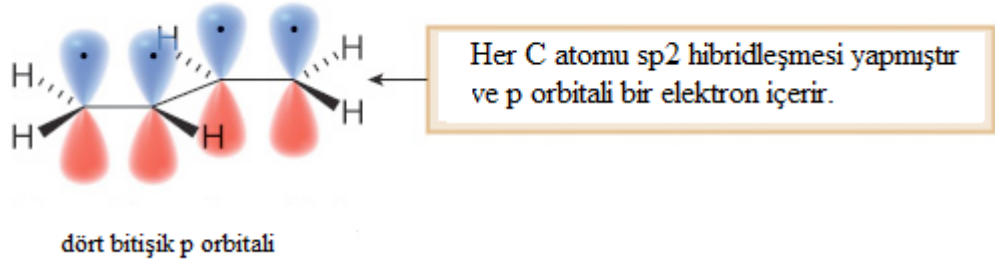 H
H
H
H
H
H
Her C atomu sp2 hibridleşmesi yapmıştır
ve p orbitali bir elektron içerir.
dört bitişik p orbitali